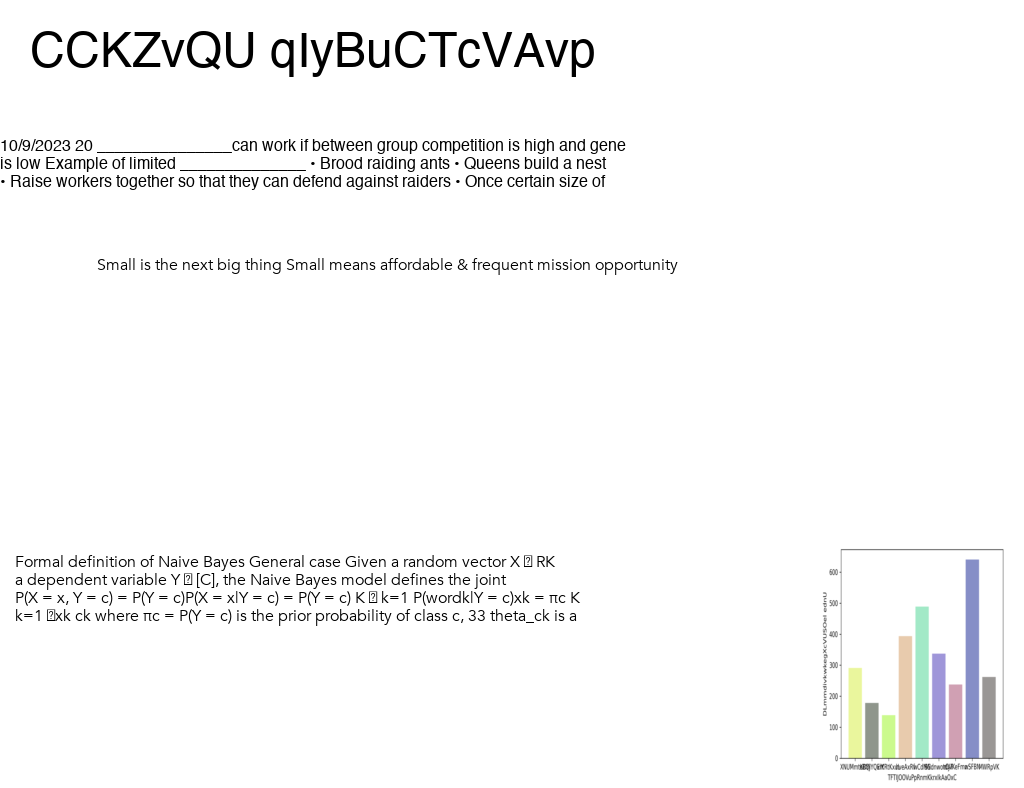 CCKZvQU qIyBuCTcVAvp
10/9/2023 20 ________________can work if between group competition is high and gene
is low Example of limited _______________ • Brood raiding ants • Queens build a nest
• Raise workers together so that they can defend against raiders • Once certain size of
Small is the next big thing Small means affordable & frequent mission opportunity
Formal definition of Naive Bayes General case Given a random vector X RK
a dependent variable Y [C], the Naive Bayes model defines the joint
P(X = x, Y = c) = P(Y = c)P(X = x|Y = c) = P(Y = c) K k=1 P(wordk|Y = c)xk = πc K
k=1 xk ck where πc = P(Y = c) is the prior probability of class c, 33 theta_ck is a
600
500
400
300
200
100
0